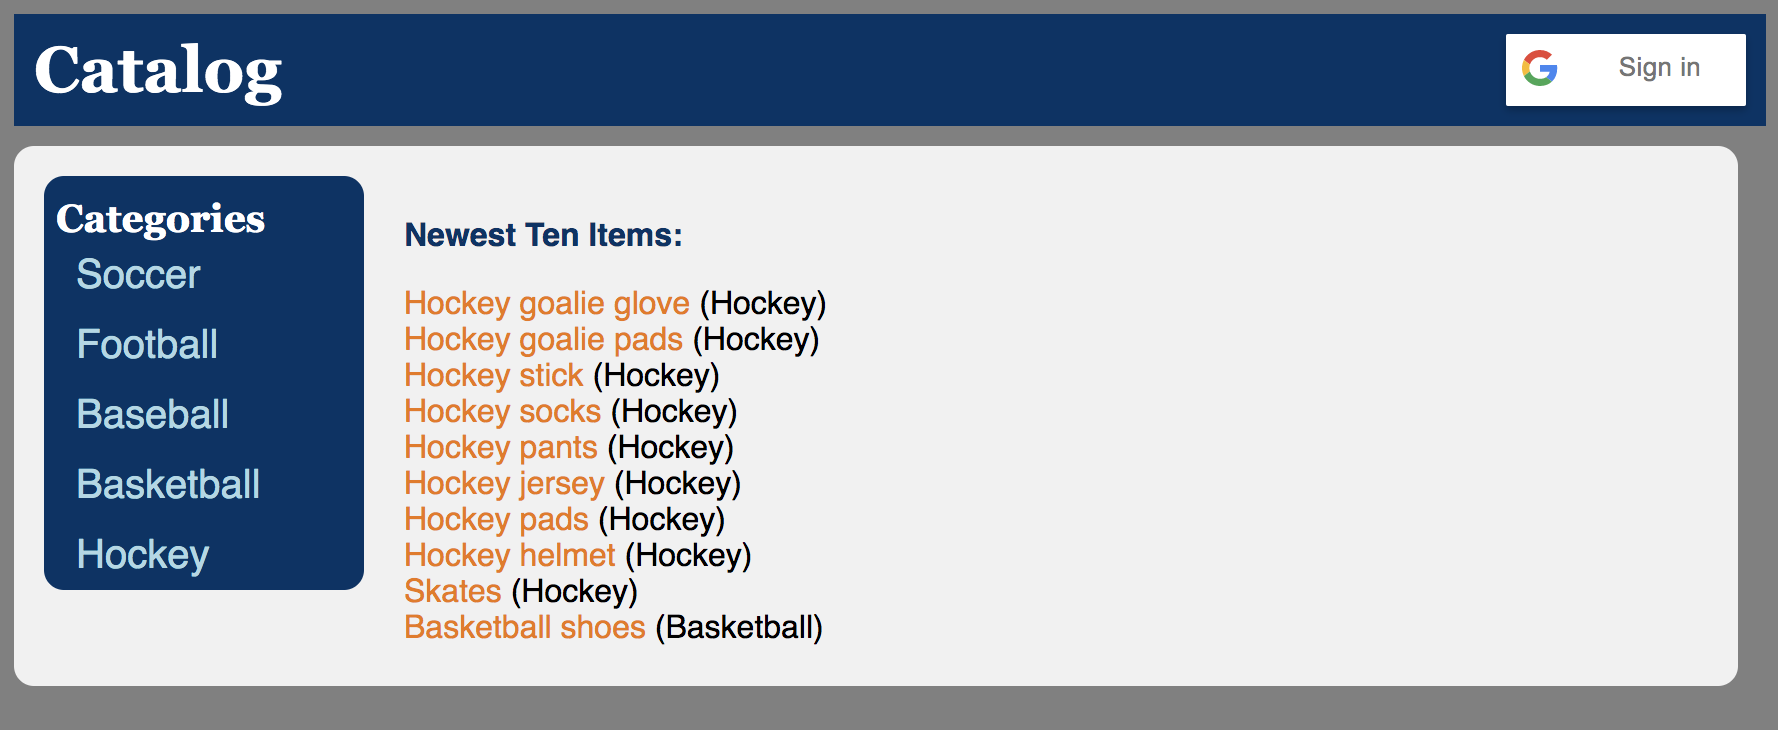 Catalog
Sign in
Categories
Soccer
Football
Baseball
Basketball
Hockey
Newest Ten Items:
Hockey goalie glove (Hockey)
Hockey goalie pads (Hockey)
Hockey stick (Hockey)
Hockey socks (Hockey)
Hockey pants (Hockey)
Hockey jersey (Hockey)
Hockey pads (Hockey)
Hockey helmet (Hockey)
Skates (Hockey)
Basketball shoes (Basketball)